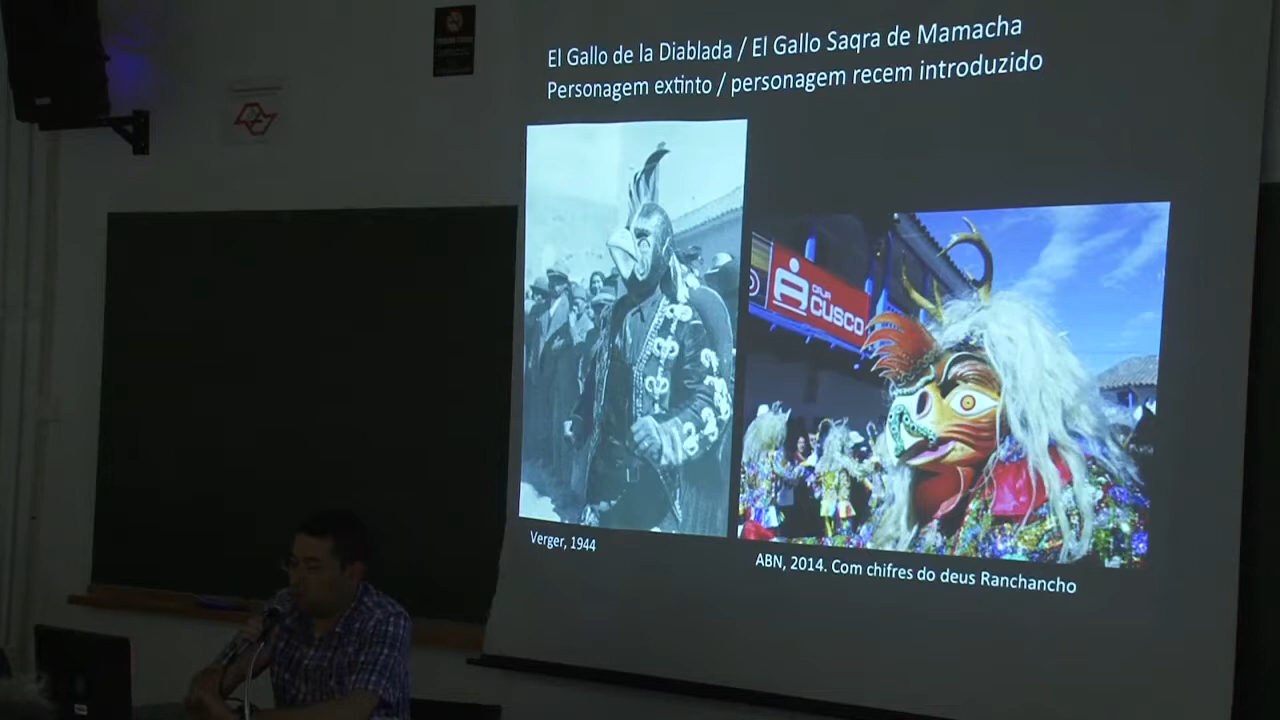 El Gallo de la Diablada / El Gallo Saqra de Mamacha
Personagem extinto / personagem recem introduzido
CAJA
CUSCO
Verger, 1944
ABN, 2014. Com chifres do deus Ranchancho